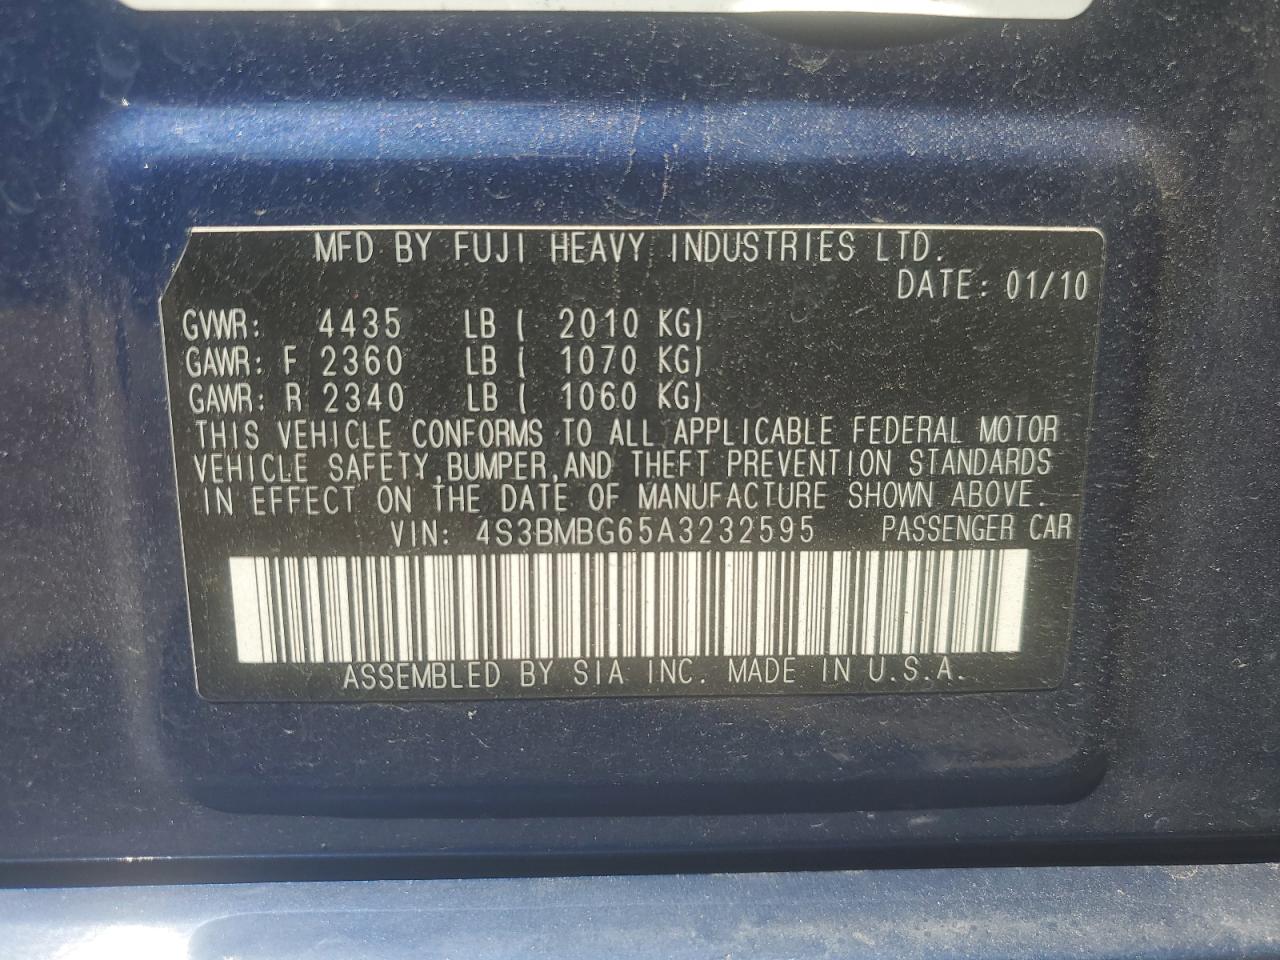 MFD BY FUJI HEAVY INDUSTRIES LTD.
DATE: 01/10
GVWR: 4435 LB ( 2010 KG)
GAWR: F 2360 LB ( 1070 KG)
GAWR: R 2340 LB ( 1060 KG)
THIS VEHICLE CONFORMS TO ALL APPLICABLE FEDERAL MOTOR
VEHICLE SAFETY,BUMPER,AND THEFT PREVENTION STANDARDS
IN EFFECT ON THE DATE OF MANUFACTURE SHOWN ABOVE.
VIN: 4S3BMBG65A3232595 PASSENGER CAR
ASSEMBLED BY SIA INC. MADE IN U.S.A.